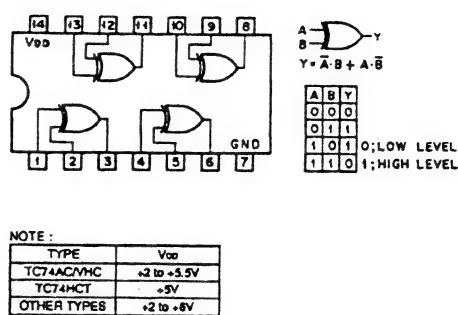 14 13 12 11 10 9 8
VDD
GND
1 2 3 4 5 6 7
A
B
Y
Y = A̅·B + A·B̅
A B Y
0 0 0
0 1 1
1 0 1 0;LOW LEVEL
1 1 0 1;HIGH LEVEL
NOTE :
TYPE VDD
TC74AC/VHC +2 to +5.5V
TC74HCT +5V
OTHER TYPES +2 to +6V